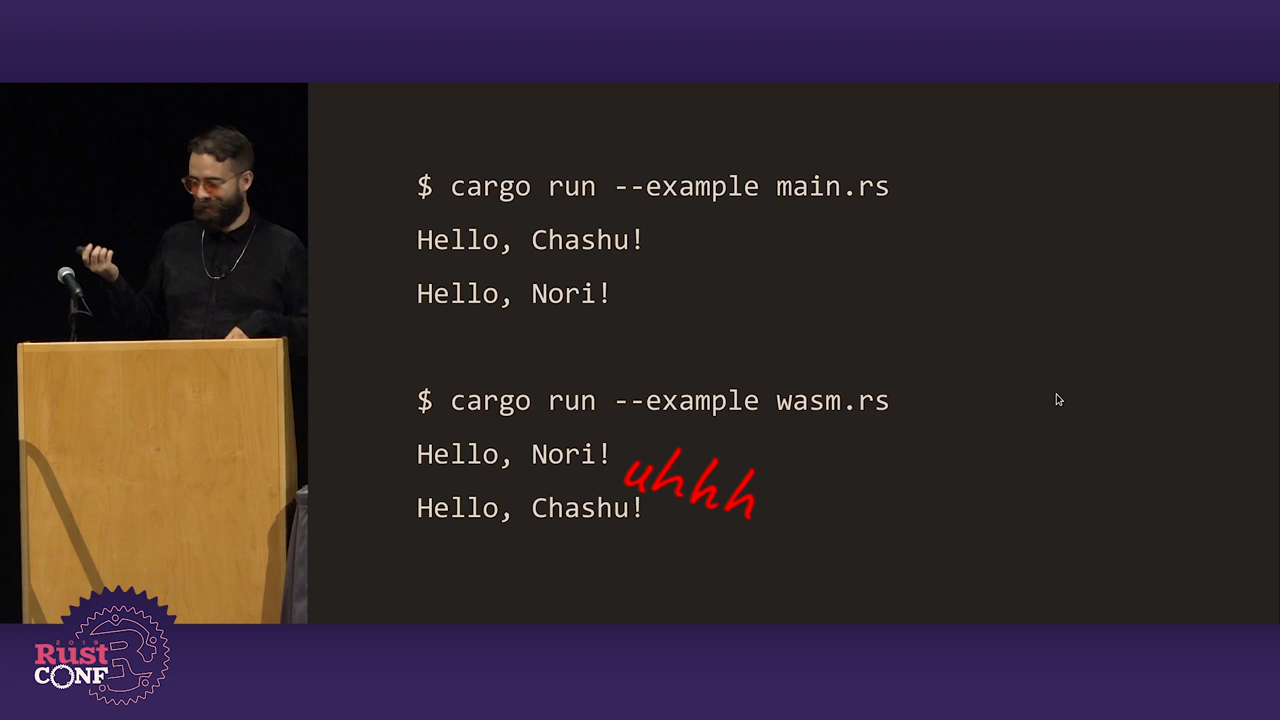 $ cargo run --example main.rs
Hello, Chashu!
Hello, Nori!
$ cargo run --example wasm.rs
Hello, Nori!
uhhh
Hello, Chashu!
2019
Rust
CONF
R